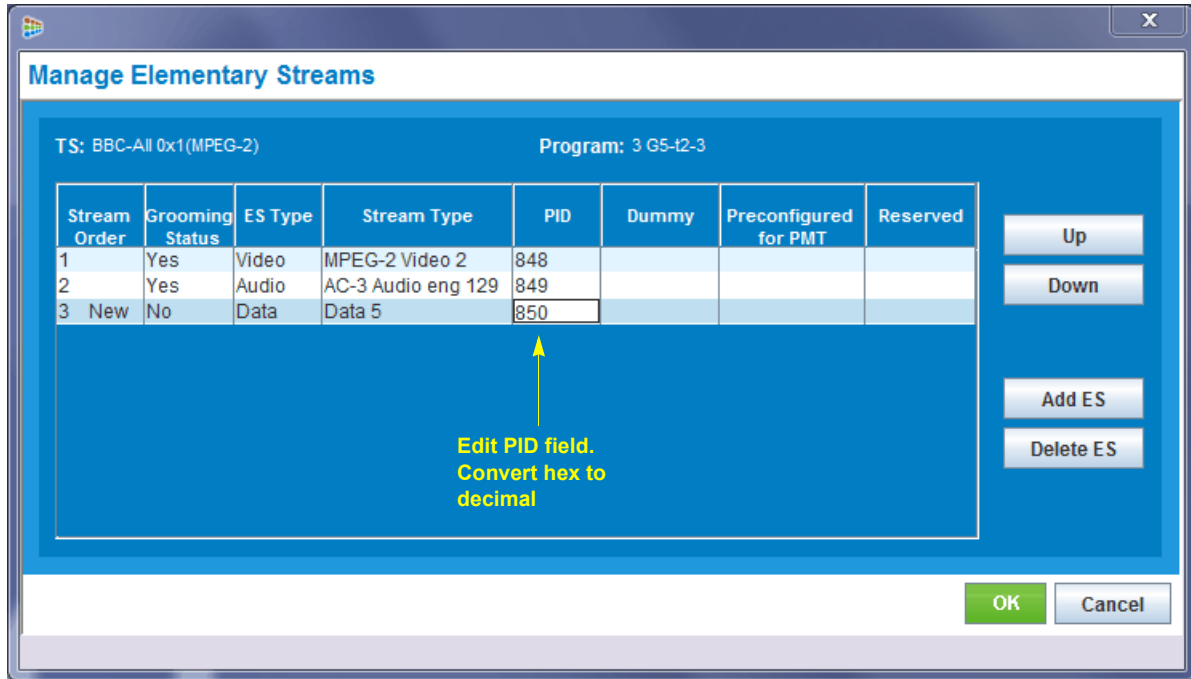 X
Manage Elementary Streams
TS: BBC-All 0x1(MPEG-2) Program: 3 G5-t2-3
Stream Order Grooming Status ES Type Stream Type PID Dummy Preconfigured for PMT Reserved
1 Yes Video MPEG-2 Video 2 848
2 Yes Audio AC-3 Audio eng 129 849
3 New No Data Data 5 850
Up
Down
Add ES
Delete ES
Edit PID field.
Convert hex to
decimal
OK Cancel